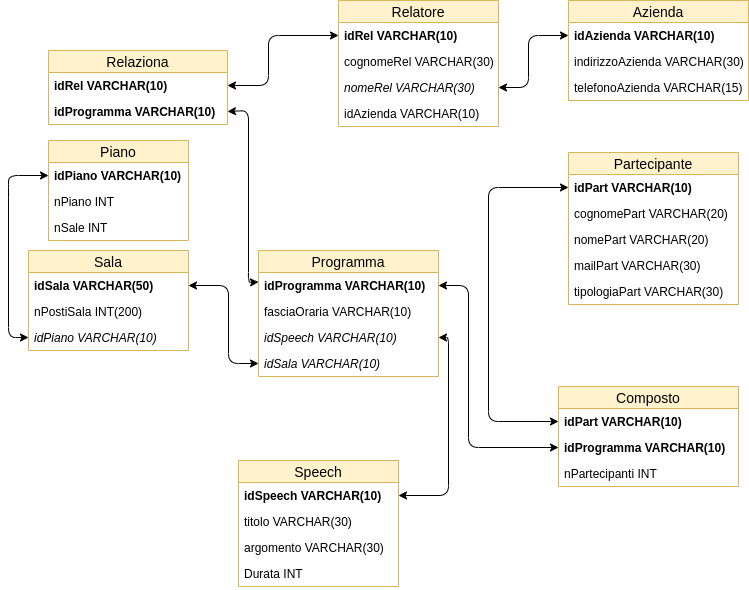 Relatore
idRel VARCHAR(10)
cognomeRel VARCHAR(30)
nomeRel VARCHAR(30)
idAzienda VARCHAR(10)
Azienda
idAzienda VARCHAR(10)
indirizzoAzienda VARCHAR(30)
telefonoAzienda VARCHAR(15)
Relaziona
idRel VARCHAR(10)
idProgramma VARCHAR(10)
Piano
idPiano VARCHAR(10)
nPiano INT
nSale INT
Partecipante
idPart VARCHAR(10)
cognomePart VARCHAR(20)
nomePart VARCHAR(20)
mailPart VARCHAR(30)
tipologiaPart VARCHAR(30)
Sala
idSala VARCHAR(50)
nPostiSala INT(200)
idPiano VARCHAR(10)
Programma
idProgramma VARCHAR(10)
fasciaOraria VARCHAR(10)
idSpeech VARCHAR(10)
idSala VARCHAR(10)
Composto
idPart VARCHAR(10)
idProgramma VARCHAR(10)
nPartecipanti INT
Speech
idSpeech VARCHAR(10)
titolo VARCHAR(30)
argomento VARCHAR(30)
Durata INT